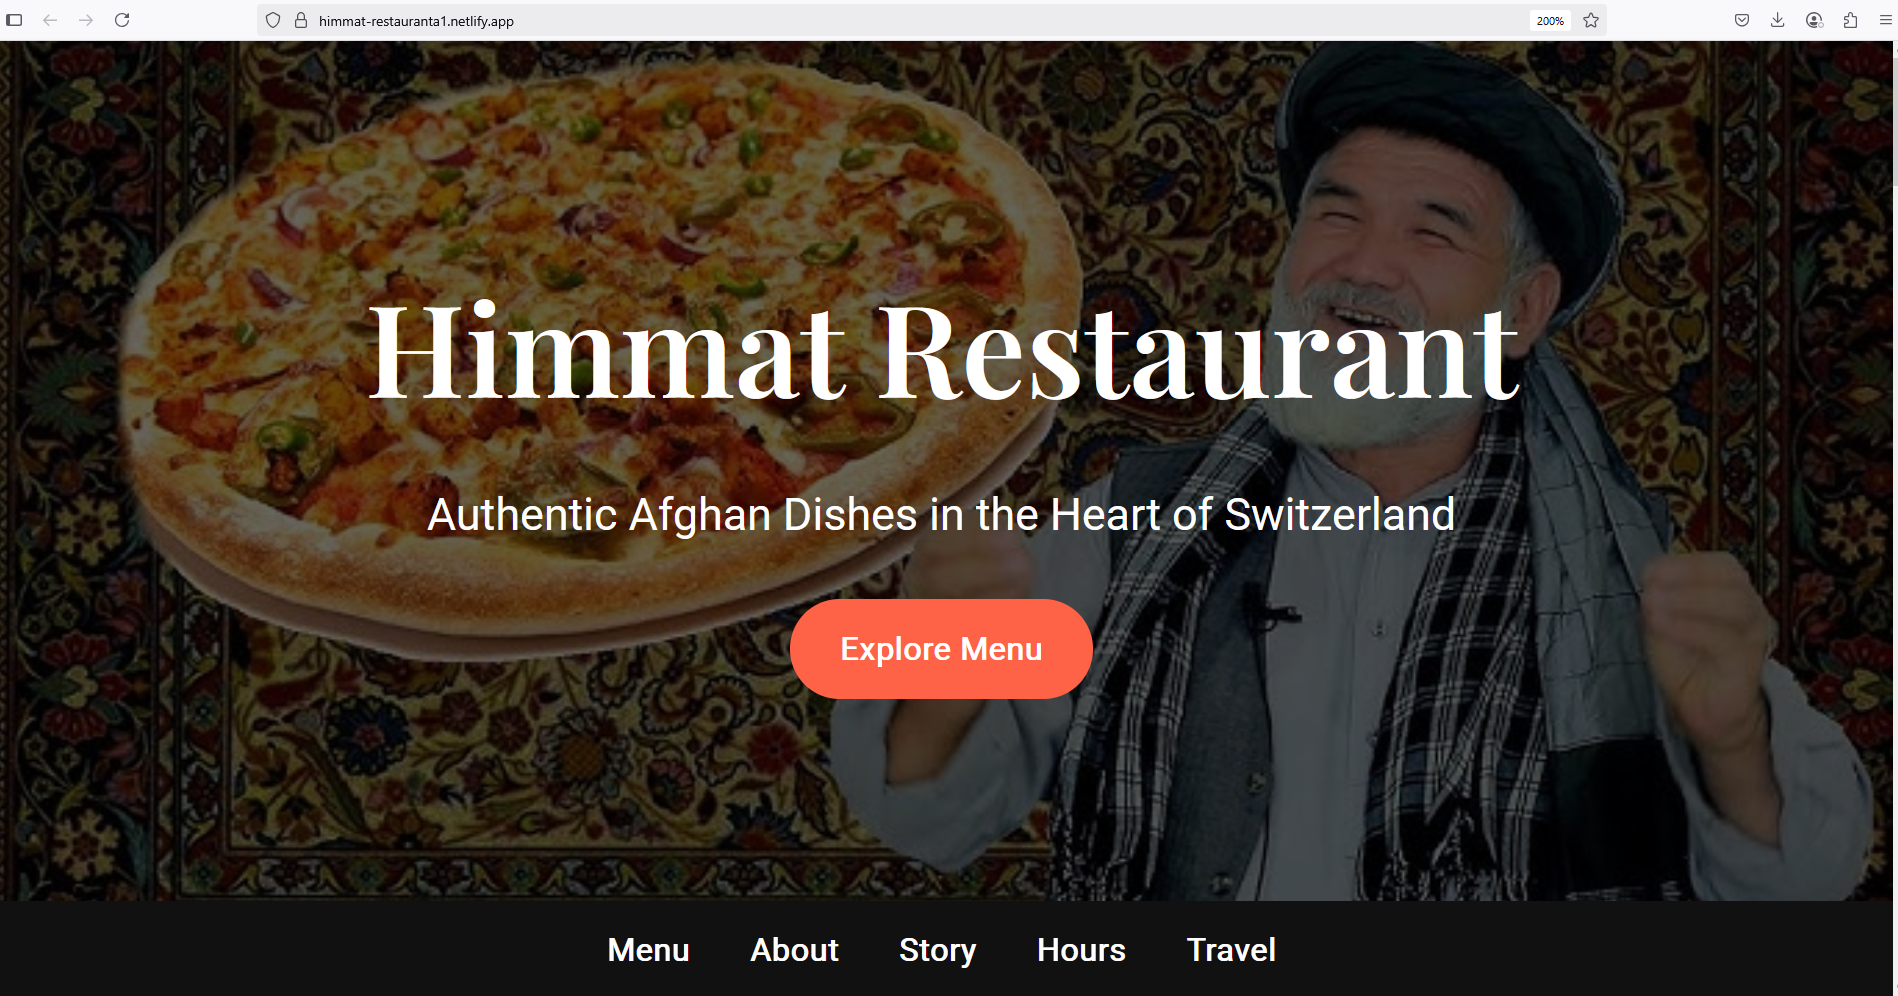 himmat-restauranta1.netlify.app
200%
Himmat Restaurant
Authentic Afghan Dishes in the Heart of Switzerland
Explore Menu
Menu About Story Hours Travel